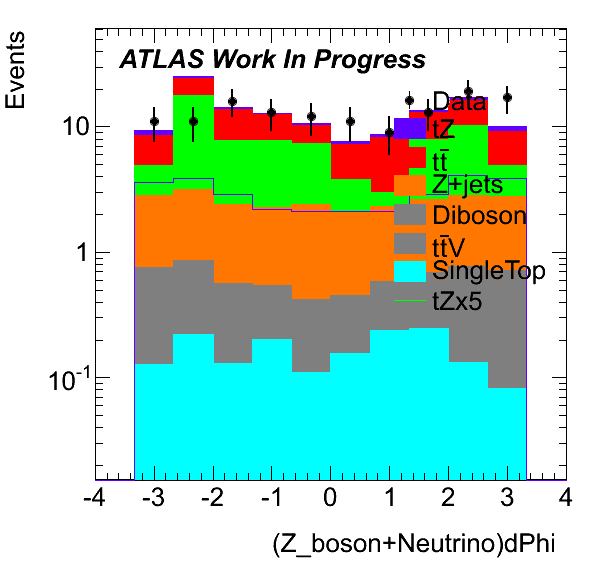 Events
ATLAS Work In Progress
Data
tZ
tt̄
Z+jets
Diboson
tt̄V
SingleTop
tZx5
10
1
10⁻¹
-4 -3 -2 -1 0 1 2 3 4
(Z_boson+Neutrino)dPhi